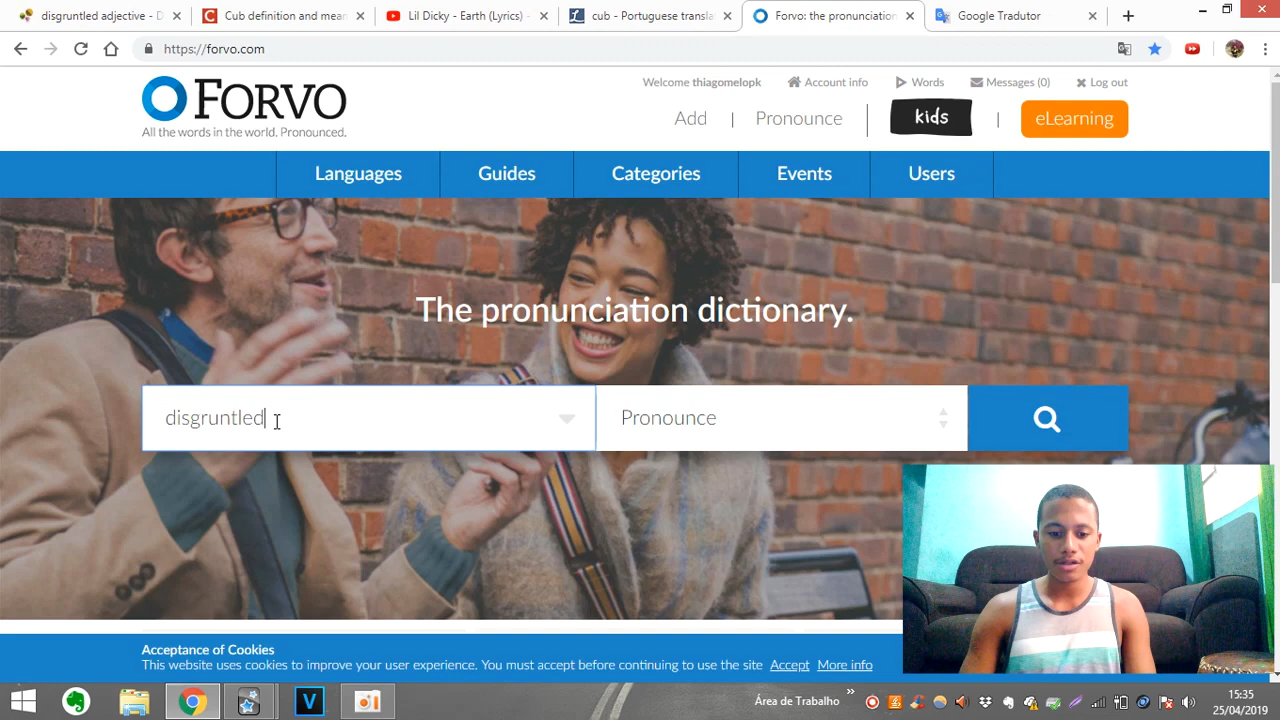 disgruntled adjective - D
Cub definition and mean
Lil Dicky - Earth (Lyrics) -
cub - Portuguese transla
Forvo: the pronunciation
Google Tradutor
https://forvo.com
Welcome thiagomelopk
Account info
Words
Messages (0)
Log out
FORVO
All the words in the world. Pronounced.
Add
Pronounce
kids
eLearning
Languages
Guides
Categories
Events
Users
The pronunciation dictionary.
disgruntled
Pronounce
Acceptance of Cookies
This website uses cookies to improve your user experience. You must accept before continuing to use the site Accept More info
Área de Trabalho
15:35
25/04/2019